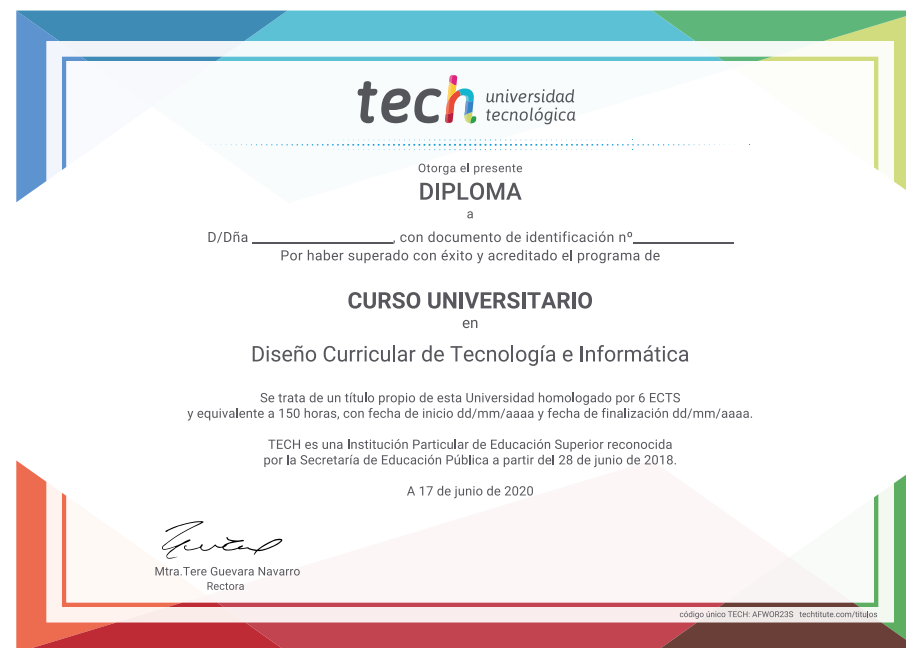 tech universidad
tecnológica
Otorga el presente
DIPLOMA
a
D/Dña ____________________, con documento de identificación nº______________
Por haber superado con éxito y acreditado el programa de
CURSO UNIVERSITARIO
en
Diseño Curricular de Tecnología e Informática
Se trata de un título propio de esta Universidad homologado por 6 ECTS
y equivalente a 150 horas, con fecha de inicio dd/mm/aaaa y fecha de finalización dd/mm/aaaa.
TECH es una Institución Particular de Educación Superior reconocida
por la Secretaría de Educación Pública a partir del 28 de junio de 2018.
A 17 de junio de 2020
Mtra.Tere Guevara Navarro
Rectora
código único TECH: AFWOR23S techtitute.com/titulos